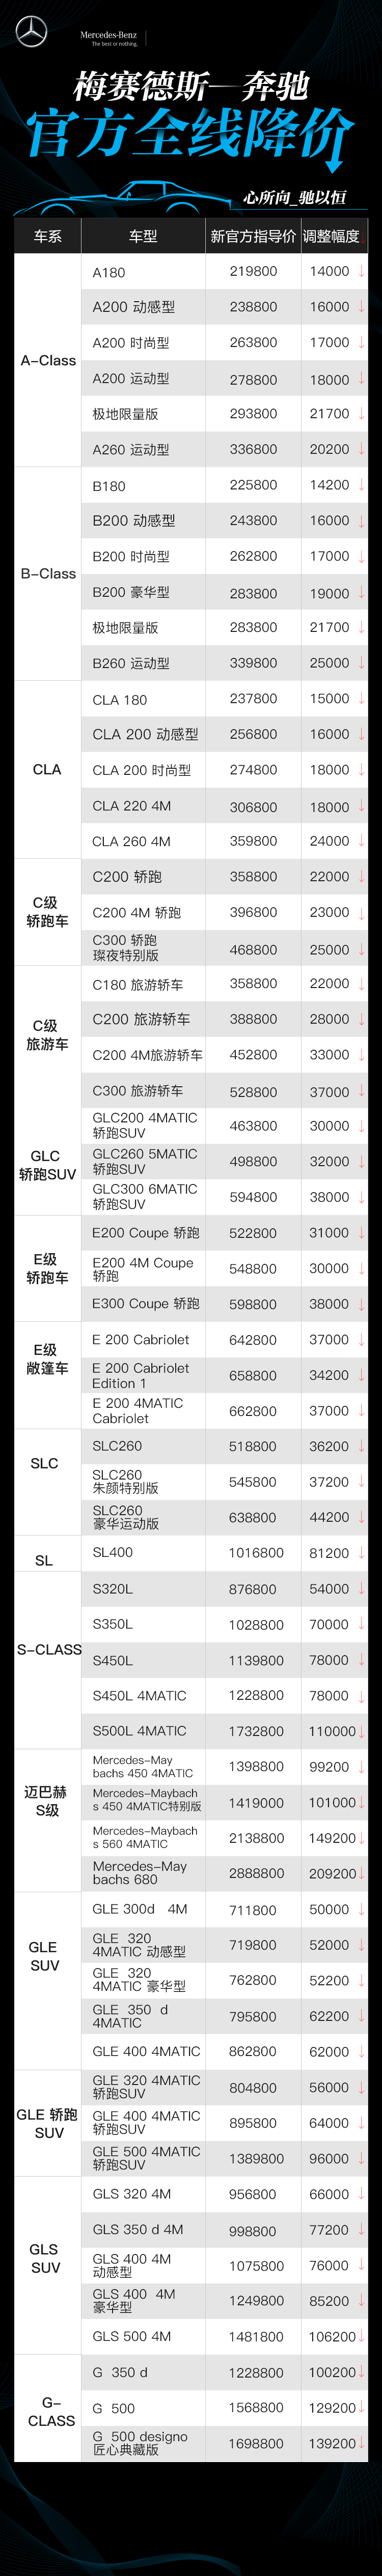 Mercedes-Benz
The best or nothing.
梅赛德斯—奔驰
官方全线降价
心所向_驰以恒
车系 车型 新官方指导价 调整幅度↓
A-Class
A180 219800 14000↓
A200 动感型 238800 16000↓
A200 时尚型 263800 17000↓
A200 运动型 278800 18000↓
极地限量版 293800 21700↓
A260 运动型 336800 20200↓
B-Class
B180 225800 14200↓
B200 动感型 243800 16000↓
B200 时尚型 262800 17000↓
B200 豪华型 283800 19000↓
极地限量版 283800 21700↓
B260 运动型 339800 25000↓
CLA
CLA 180 237800 15000↓
CLA 200 动感型 256800 16000↓
CLA 200 时尚型 274800 18000↓
CLA 220 4M 306800 18000↓
CLA 260 4M 359800 24000↓
C级
轿跑车
C200 轿跑 358800 22000↓
C200 4M 轿跑 396800 23000↓
C300 轿跑
璨夜特别版 468800 25000↓
C级
旅游车
C180 旅游轿车 358800 22000↓
C200 旅游轿车 388800 28000↓
C200 4M旅游轿车 452800 33000↓
C300 旅游轿车 528800 37000↓
GLC
轿跑SUV
GLC200 4MATIC
轿跑SUV 463800 30000↓
GLC260 5MATIC
轿跑SUV 498800 32000↓
GLC300 6MATIC
轿跑SUV 594800 38000↓
E级
轿跑车
E200 Coupe 轿跑 522800 31000↓
E200 4M Coupe
轿跑 548800 30000↓
E300 Coupe 轿跑 598800 38000↓
E级
敞篷车
E 200 Cabriolet 642800 37000↓
E 200 Cabriolet
Edition 1 658800 34200↓
E 200 4MATIC
Cabriolet 662800 37000↓
SLC
SLC260 518800 36200↓
SLC260
朱颜特别版 545800 37200↓
SLC260
豪华运动版 638800 44200↓
SL
SL400 1016800 81200↓
S-CLASS
S320L 876800 54000↓
S350L 1028800 70000↓
S450L 1139800 78000↓
S450L 4MATIC 1228800 78000↓
S500L 4MATIC 1732800 110000↓
迈巴赫
S级
Mercedes-May
bachs 450 4MATIC 1398800 99200↓
Mercedes-Maybach
s 450 4MATIC特别版 1419000 101000↓
Mercedes-Maybach
s 560 4MATIC 2138800 149200↓
Mercedes-May
bachs 680 2888800 209200↓
GLE
SUV
GLE 300d 4M 711800 50000↓
GLE 320
4MATIC 动感型 719800 52000↓
GLE 320
4MATIC 豪华型 762800 52200↓
GLE 350 d
4MATIC 795800 62200↓
GLE 400 4MATIC 862800 62000↓
GLE 轿跑
SUV
GLE 320 4MATIC
轿跑SUV 804800 56000↓
GLE 400 4MATIC
轿跑SUV 895800 64000↓
GLE 500 4MATIC
轿跑SUV 1389800 96000↓
GLS
SUV
GLS 320 4M 956800 66000↓
GLS 350 d 4M 998800 77200↓
GLS 400 4M
动感型 1075800 76000↓
GLS 400 4M
豪华型 1249800 85200↓
GLS 500 4M 1481800 106200↓
G-
CLASS
G 350 d 1228800 100200↓
G 500 1568800 129200↓
G 500 designo
匠心典藏版 1698800 139200↓